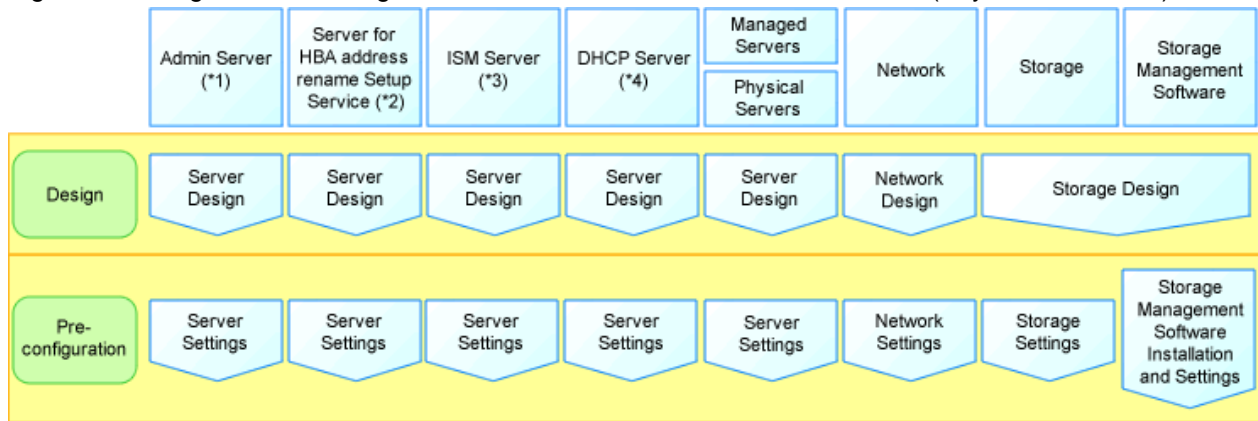 Admin Server
(*1)
Server for
HBA address
rename Setup
Service (*2)
ISM Server
(*3)
DHCP Server
(*4)
Managed
Servers
Physical
Servers
Network
Storage
Storage
Management
Software
Design
Server
Design
Server
Design
Server
Design
Server
Design
Server
Design
Network
Design
Storage Design
Pre-
configuration
Server
Settings
Server
Settings
Server
Settings
Server
Settings
Server
Settings
Network
Settings
Storage
Settings
Storage
Management
Software
Installation
and Settings